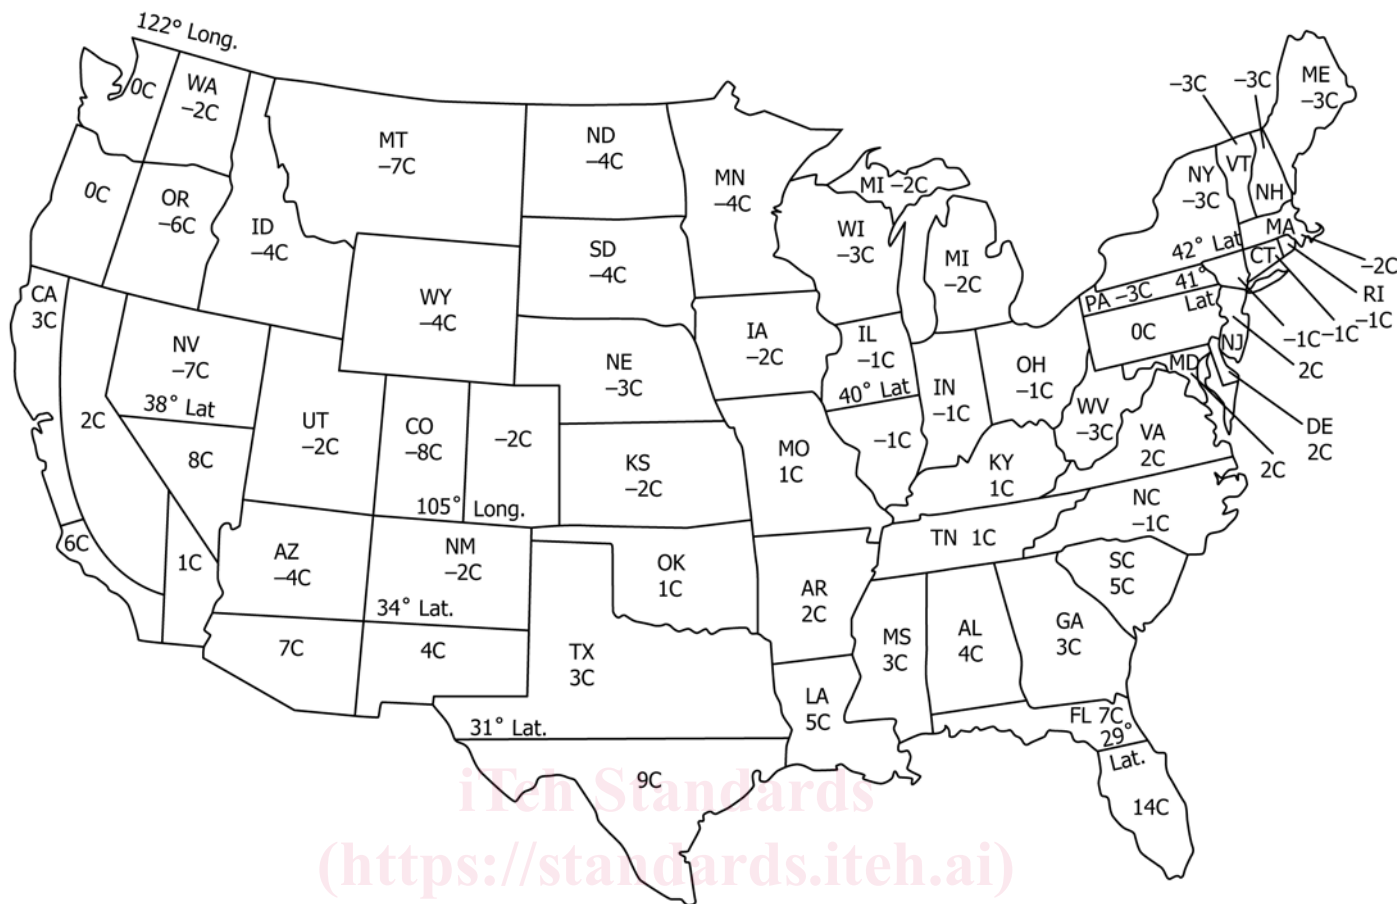 122° Long.
0C
WA
–2C
MT
–7C
ND
–4C
MN
–4C
MI –2C
WI
–3C
MI
–2C
–3C
–3C
ME
–3C
NY
–3C
VT
NH
MA
42° Lat
CT
–2C
RI
–1C
–1C
–1C
0C
OR
–6C
ID
–4C
WY
–4C
SD
–4C
CA
3C
NV
–7C
38° Lat
2C
8C
UT
–2C
CO
–8C
–2C
105° Long.
NE
–3C
IA
–2C
IL
–1C
40° Lat
–1C
IN
–1C
OH
–1C
PA –3C
41°
Lat
0C
NJ
2C
MD
2C
DE
2C
WV
–3C
VA
2C
KS
–2C
MO
1C
KY
1C
NC
–1C
TN 1C
6C
1C
AZ
–4C
NM
–2C
34° Lat.
7C
4C
OK
1C
AR
2C
SC
5C
MS
3C
AL
4C
GA
3C
TX
3C
31° Lat.
LA
5C
FL 7C
29°
Lat.
9C
14C
iTeh Standards
(https://standards.iteh.ai)